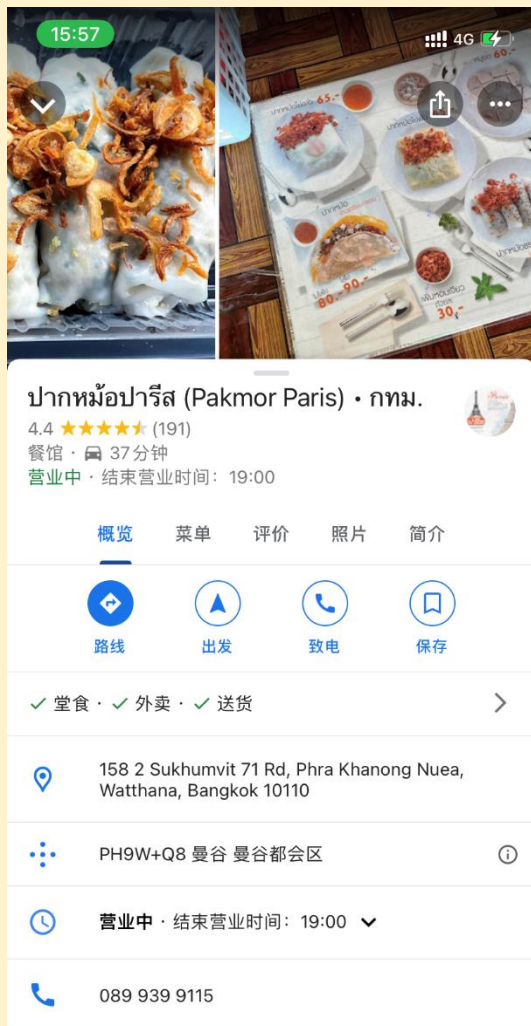 15:57
4G
65.-
60.-
80.-90.-
30.-
ปากหม้อปารีส (Pakmor Paris) • กทม.
4.4 (191)
餐馆 · 37分钟
营业中 · 结束营业时间：19:00
概览 菜单 评价 照片 简介
路线 出发 致电 保存
堂食 · 外卖 · 送货
158 2 Sukhumvit 71 Rd, Phra Khanong Nuea,
Watthana, Bangkok 10110
PH9W+Q8 曼谷 曼谷都会区
营业中 · 结束营业时间：19:00
089 939 9115